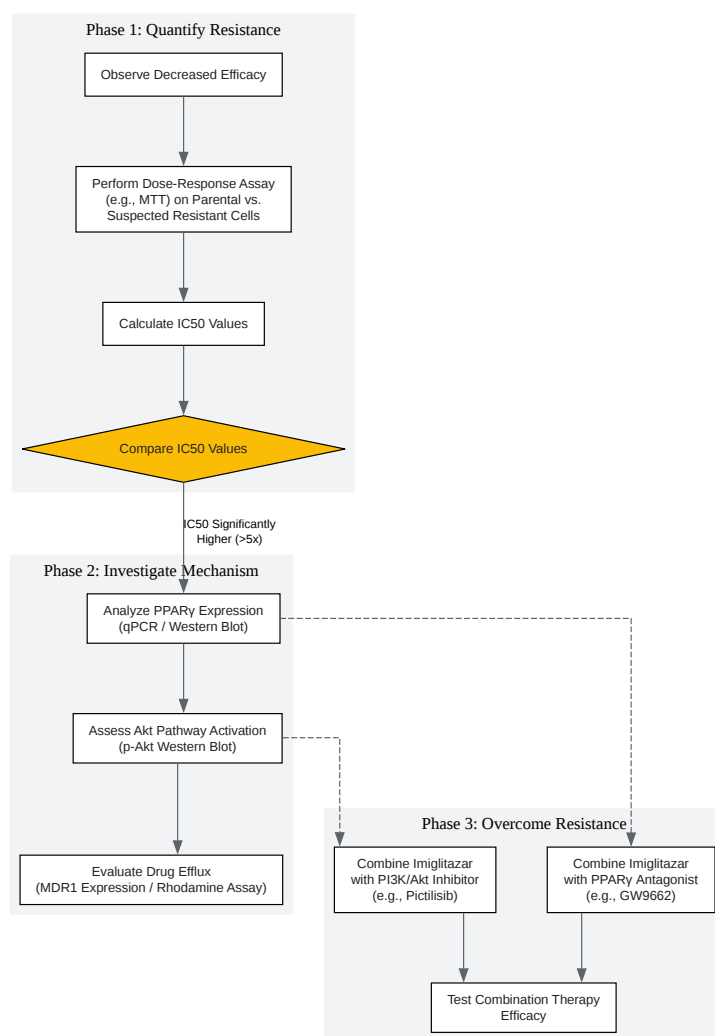 Phase 1: Quantify Resistance
Observe Decreased Efficacy
Perform Dose-Response Assay
(e.g., MTT) on Parental vs.
Suspected Resistant Cells
Calculate IC50 Values
Compare IC50 Values
IC50 Significantly
Higher (>5x)
Phase 2: Investigate Mechanism
Analyze PPARγ Expression
(qPCR / Western Blot)
Assess Akt Pathway Activation
(p-Akt Western Blot)
Evaluate Drug Efflux
(MDR1 Expression / Rhodamine Assay)
Phase 3: Overcome Resistance
Combine Imiglitazar
with PI3K/Akt Inhibitor
(e.g., Pictilisib)
Combine Imiglitazar
with PPARγ Antagonist
(e.g., GW9662)
Test Combination Therapy
Efficacy